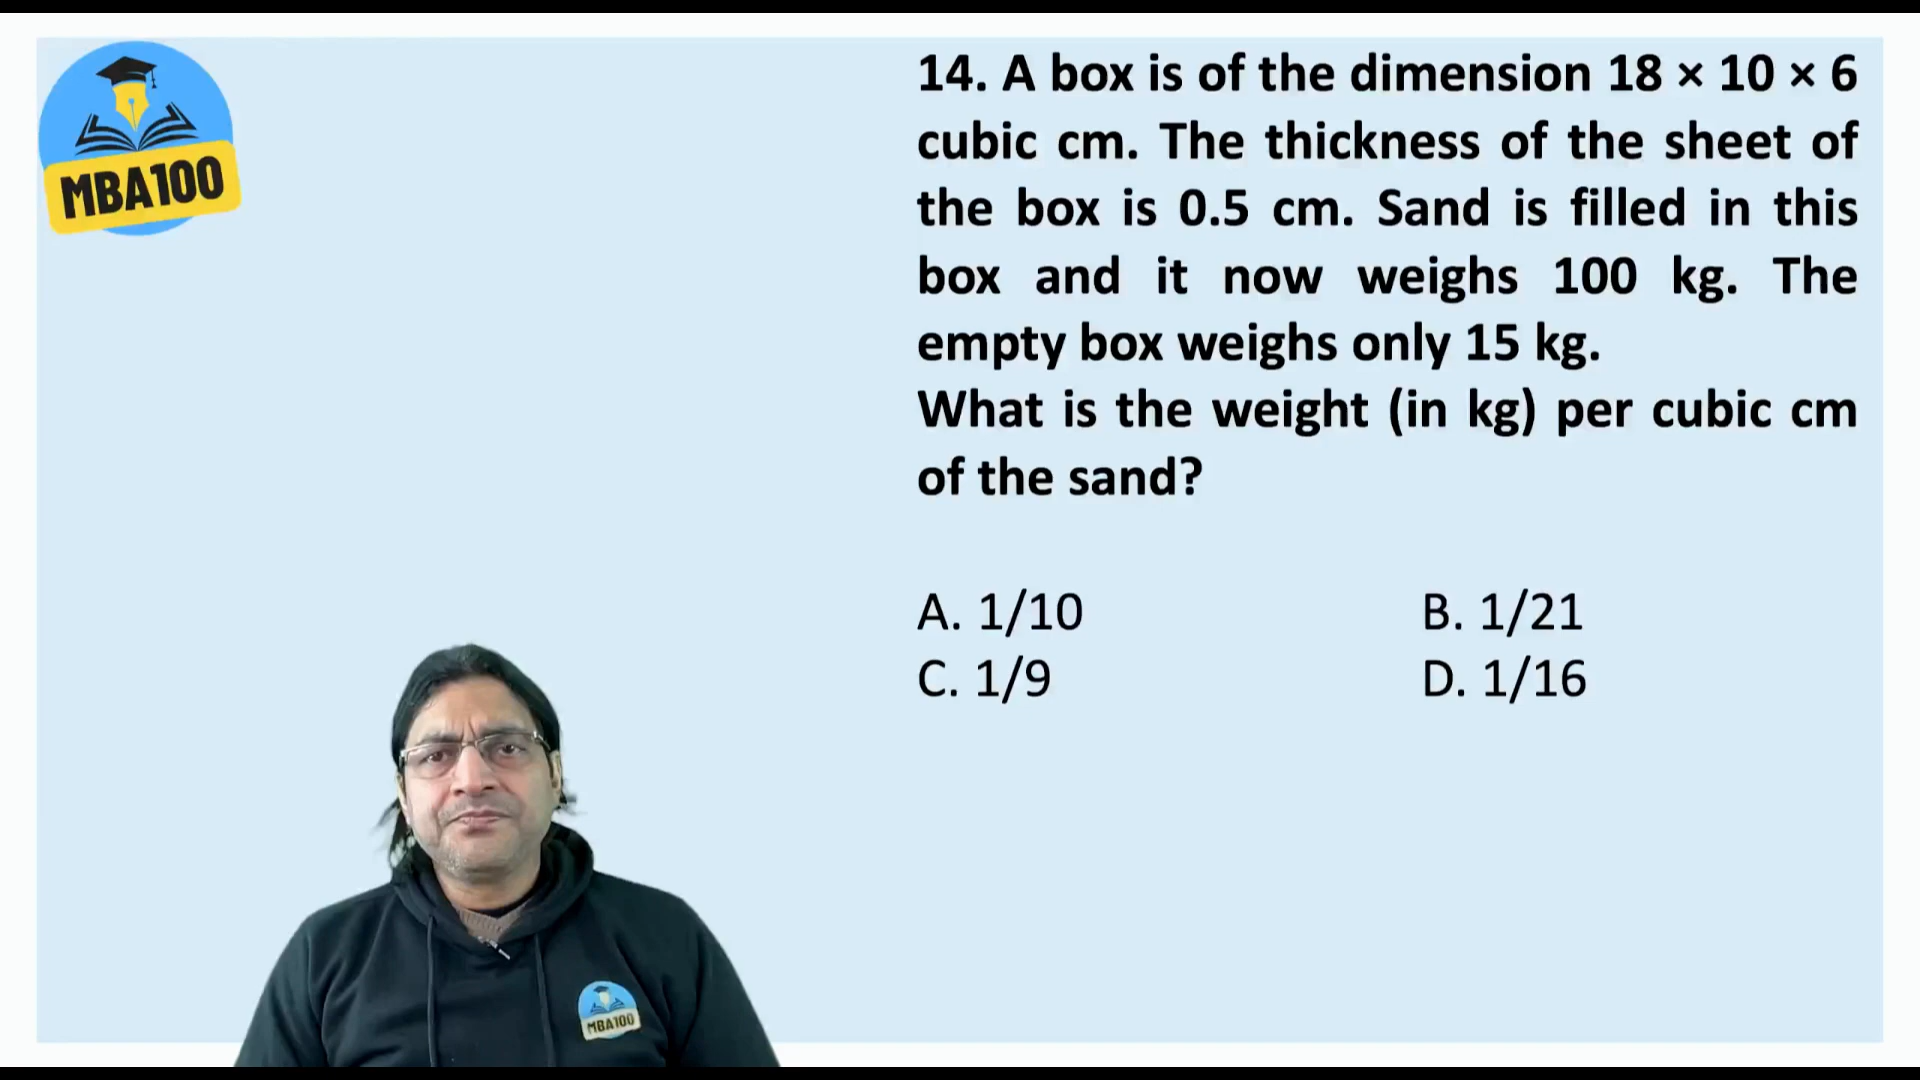 MBA100
14. A box is of the dimension 18 × 10 × 6
cubic cm. The thickness of the sheet of
the box is 0.5 cm. Sand is filled in this
box and it now weighs 100 kg. The
empty box weighs only 15 kg.
What is the weight (in kg) per cubic cm
of the sand?
A. 1/10 B. 1/21
C. 1/9 D. 1/16
MBA100